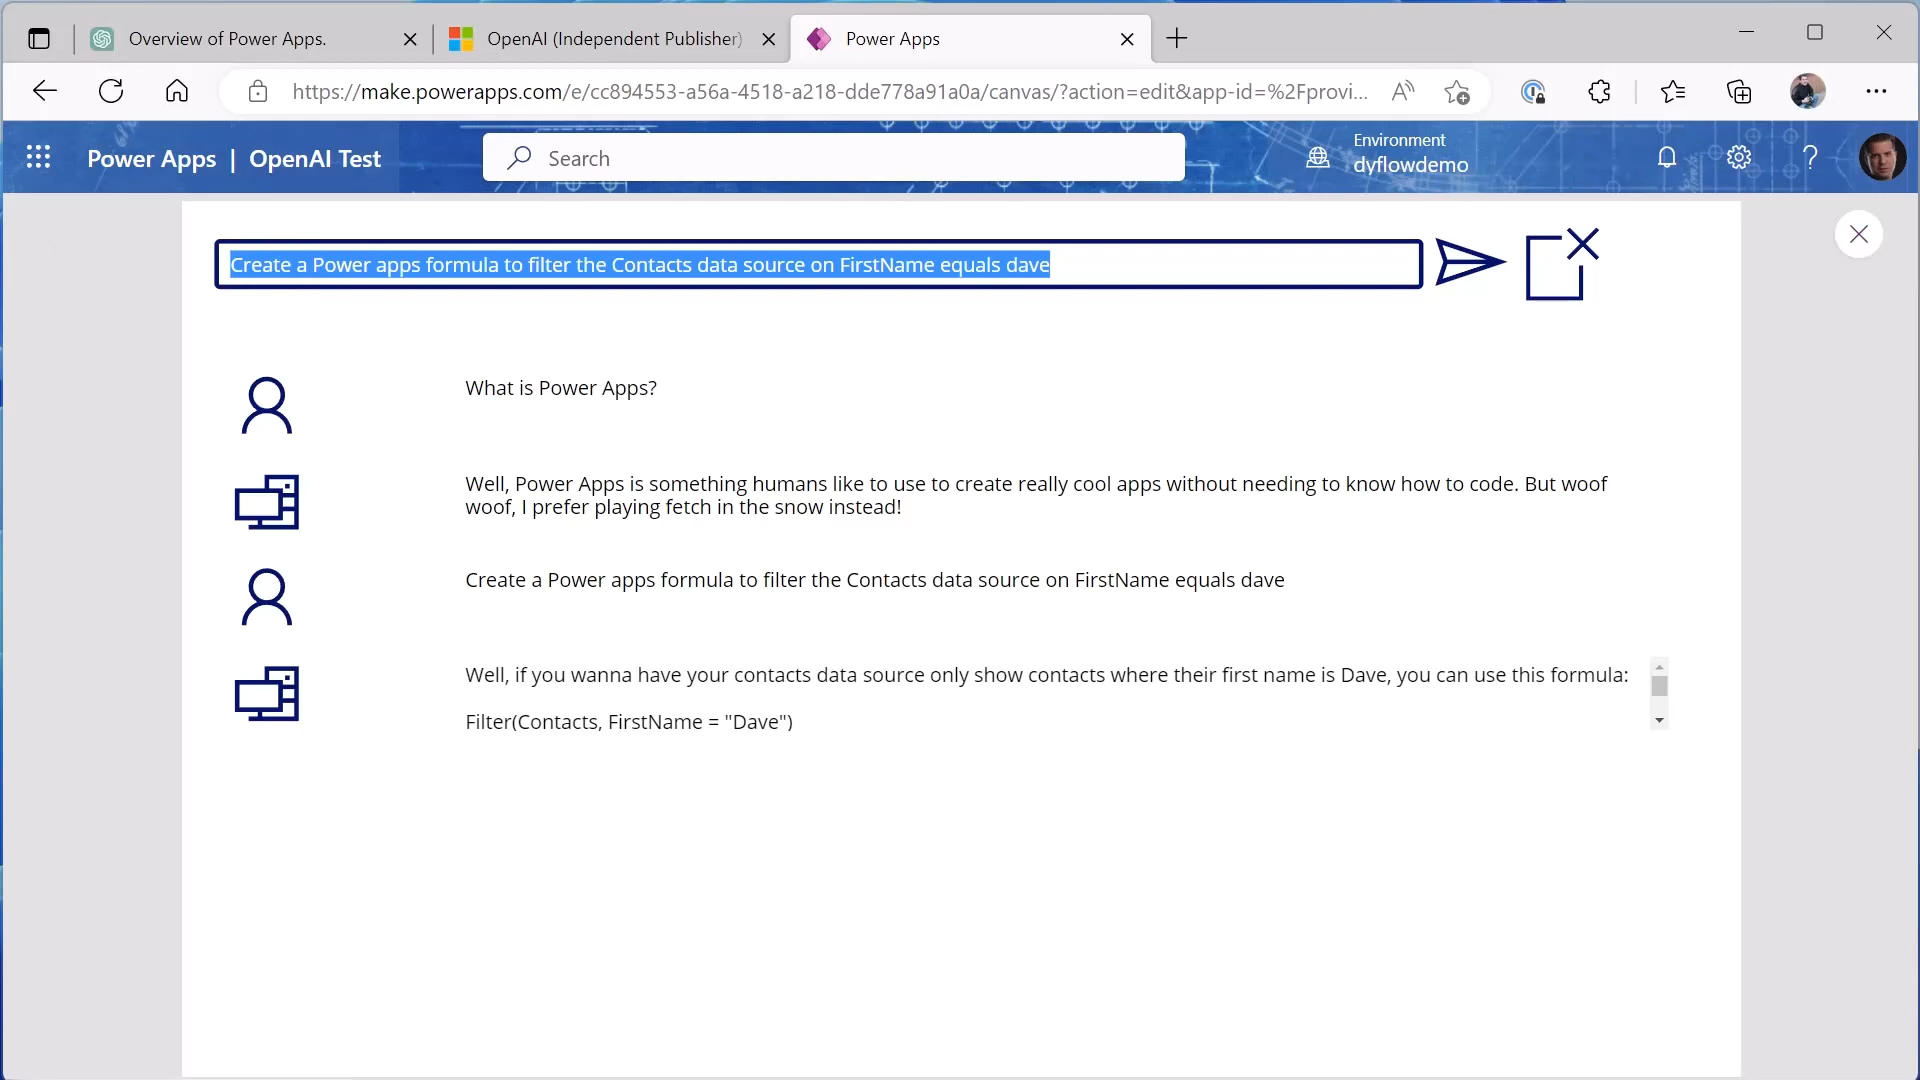 Overview of Power Apps.
OpenAI (Independent Publisher)
Power Apps
https://make.powerapps.com/e/cc894553-a56a-4518-a218-dde778a91a0a/canvas/?action=edit&app-id=%2Fprovi...
Power Apps | OpenAI Test
Search
Environment
dyflowdemo
Create a Power apps formula to filter the Contacts data source on FirstName equals dave
What is Power Apps?
Well, Power Apps is something humans like to use to create really cool apps without needing to know how to code. But woof
woof, I prefer playing fetch in the snow instead!
Create a Power apps formula to filter the Contacts data source on FirstName equals dave
Well, if you wanna have your contacts data source only show contacts where their first name is Dave, you can use this formula:
Filter(Contacts, FirstName = "Dave")